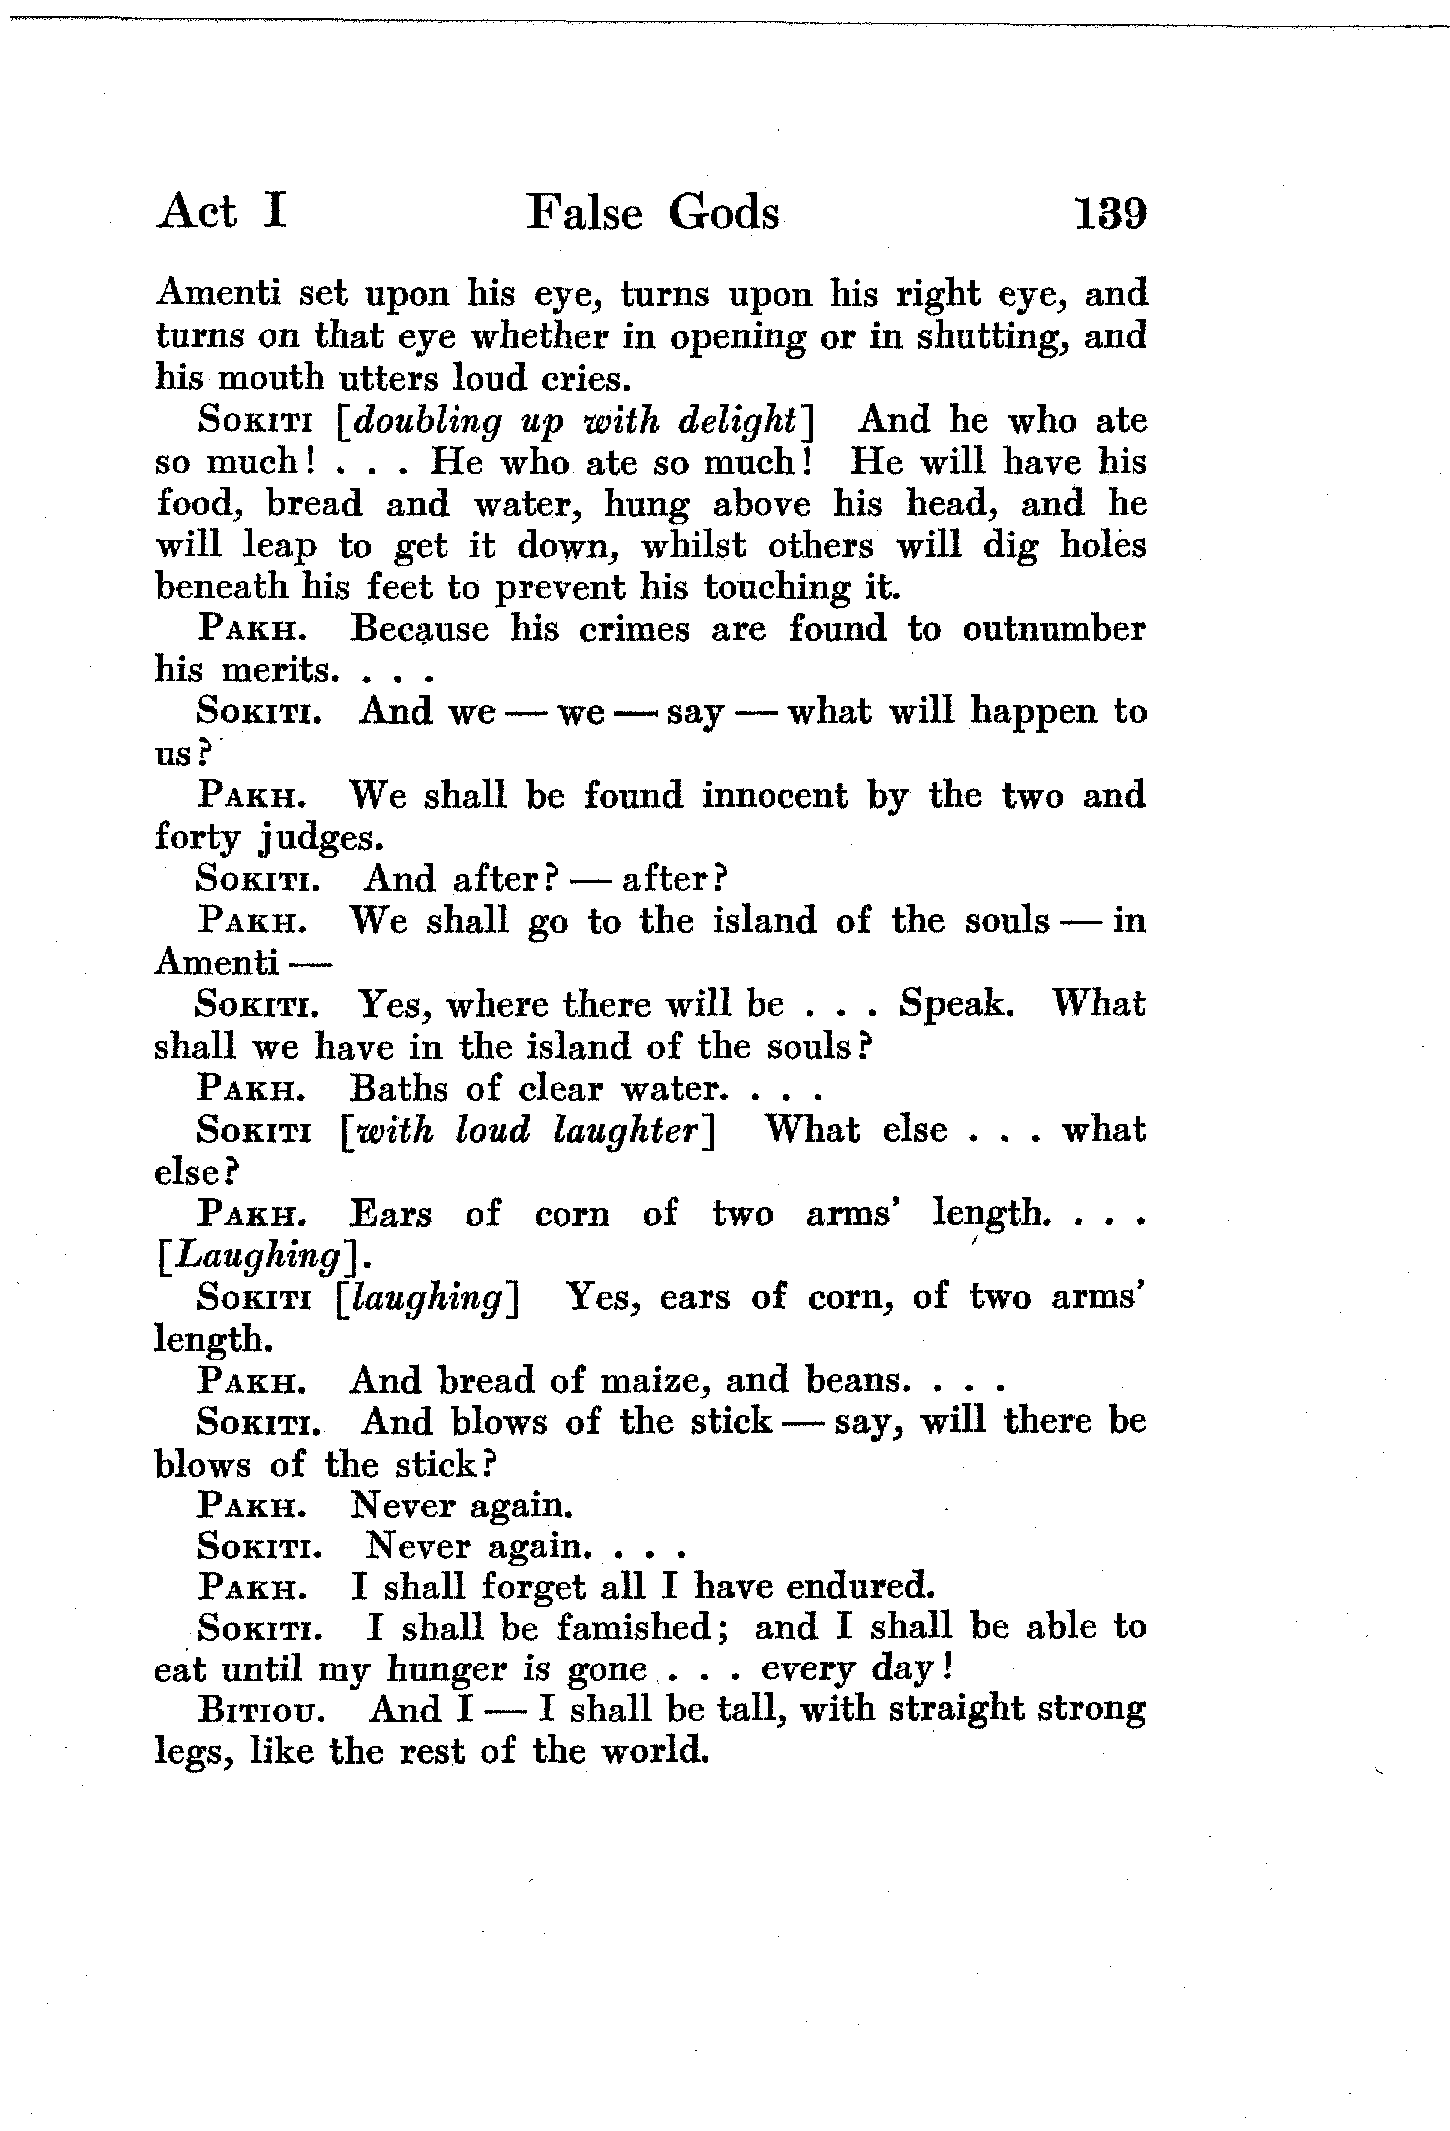 Act I False Gods 139
Amenti set upon his eye, turns upon his right eye, and
turns on that eye whether in opening or in shutting, and
his mouth utters loud cries.
SOKITI [doubling up with delight] And he who ate
so much! . . . He who ate so much! He will have his
food, bread and water, hung above his head, and he
will leap to get it down, whilst others will dig holes
beneath his feet to prevent his touching it.
PAKH. Because his crimes are found to outnumber
his merits. . . .
SOKITI. And we — we — say — what will happen to
us?
PAKH. We shall be found innocent by the two and
forty judges.
SOKITI. And after? — after?
PAKH. We shall go to the island of the souls — in
Amenti —
SOKITI. Yes, where there will be . . . Speak. What
shall we have in the island of the souls?
PAKH. Baths of clear water. . . .
SOKITI [with loud laughter] What else . . . what
else?
PAKH. Ears of corn of two arms' length. . . .
[Laughing].
SOKITI [laughing] Yes, ears of corn, of two arms'
length.
PAKH. And bread of maize, and beans. . . .
SOKITI. And blows of the stick — say, will there be
blows of the stick?
PAKH. Never again.
SOKITI. Never again. . . .
PAKH. I shall forget all I have endured.
SOKITI. I shall be famished; and I shall be able to
eat until my hunger is gone . . . every day!
BITIOU. And I — I shall be tall, with straight strong
legs, like the rest of the world.